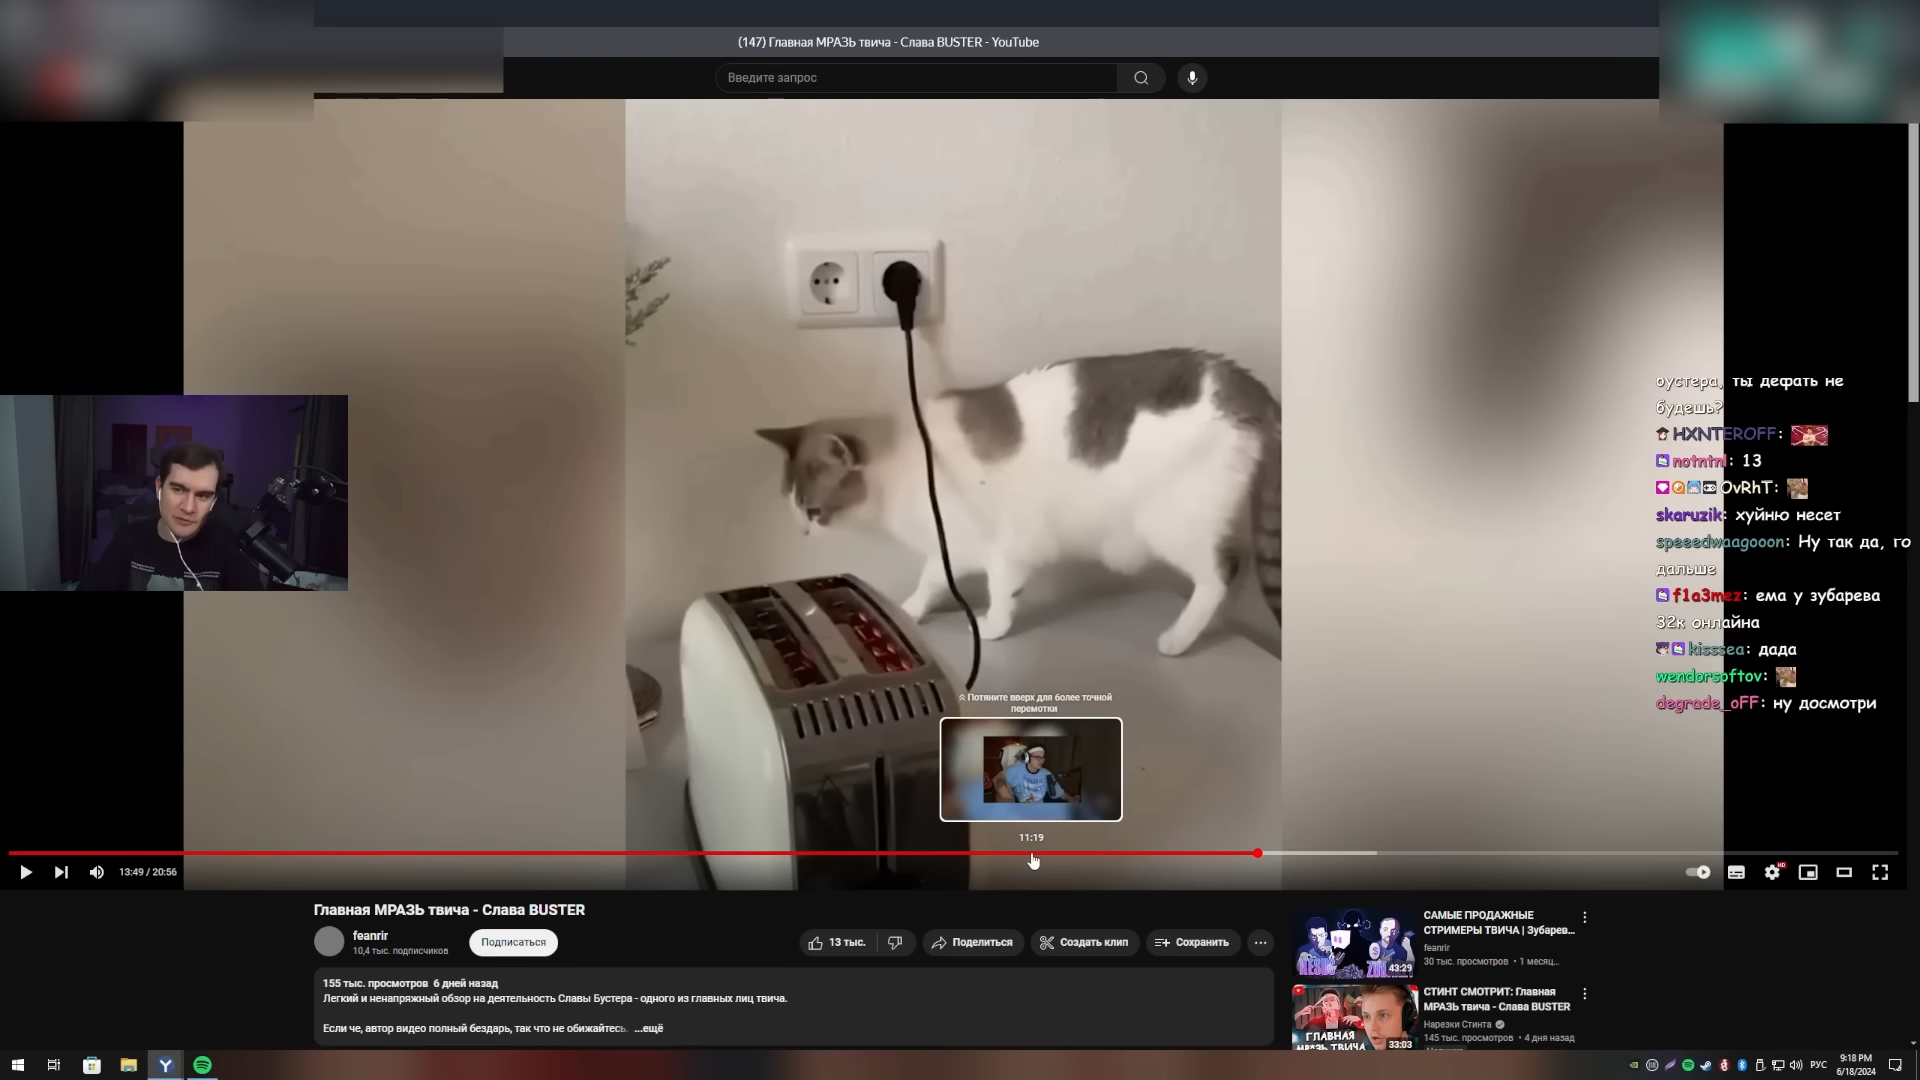 (147) Главная МРАЗЬ твича - Слава BUSTER - YouTube
Введите запрос
бустера, ты дефать не
будешь?
HXNTEROFF:
notntnl: 13
OvRhT:
skaruzik: хуйню несет
speeedwaagooon: Ну так да, го
дальше
f1a3mez: ема у зубарева
32к онлайна
kisssea: дада
wendorsoftov:
degrade_oFF: ну досмотри
Потяните вверх для более точной
перемотки
11:19
13:49 / 20:56
HD
Главная МРАЗЬ твича - Слава BUSTER
feanrir
10,4 тыс. подписчиков
Подписаться
13 тыс.
Поделиться
Создать клип
Сохранить
155 тыс. просмотров 6 дней назад
Легкий и ненапряжный обзор на деятельность Славы Бустера - одного из главных лиц твича.
Если че, автор видео полный бездарь, так что не обижайтесь. ...ещё
САМЫЕ ПРОДАЖНЫЕ
СТРИМЕРЫ ТВИЧА | Зубарев...
feanrir
30 тыс. просмотров • 1 месяц...
43:29
СТИНТ СМОТРИТ: Главная
МРАЗЬ твича - Слава BUSTER
Нарезки Стинта
145 тыс. просмотров • 4 дня назад
ГЛАВНАЯ
МРАЗЬ ТВИЧА
33:03
РУС
9:18 PM
6/18/2024